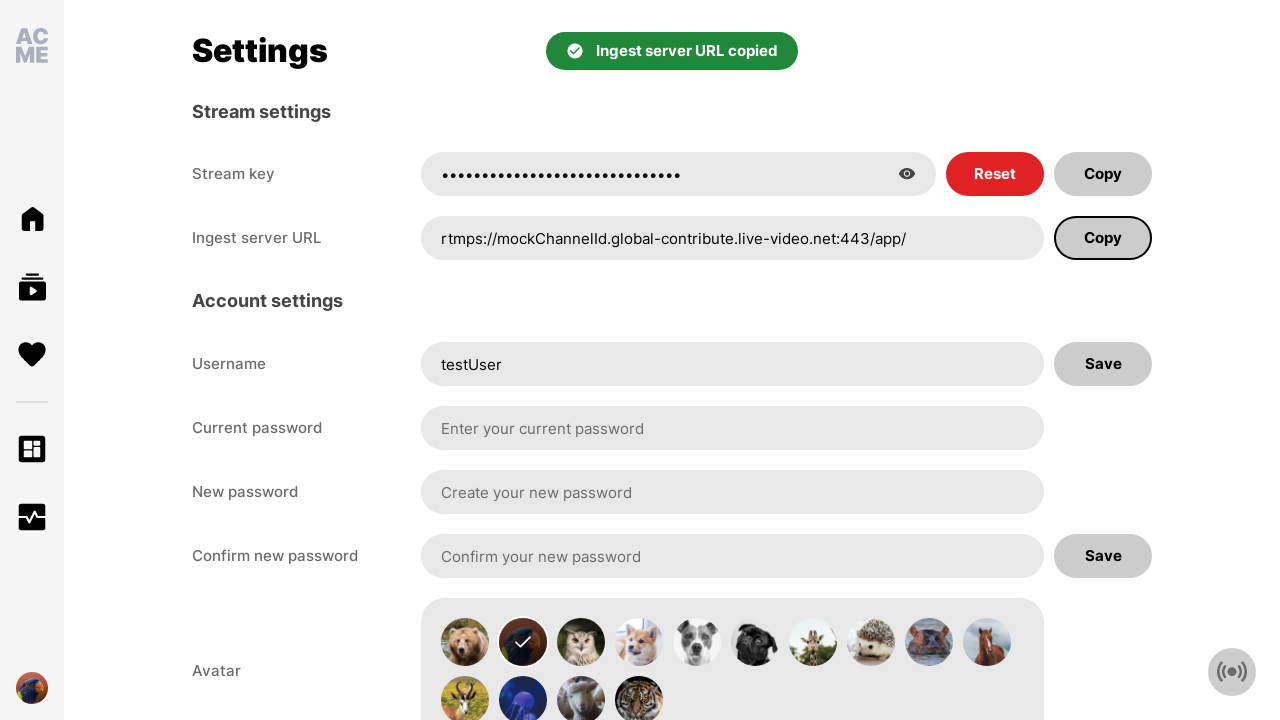 AC
ME
Settings
Ingest server URL copied
Stream settings
Stream key
••••••••••••••••••••••••••••••
Reset
Copy
Ingest server URL
rtmps://mockChannelId.global-contribute.live-video.net:443/app/
Copy
Account settings
Username
testUser
Save
Current password
Enter your current password
New password
Create your new password
Confirm new password
Confirm your new password
Save
Avatar